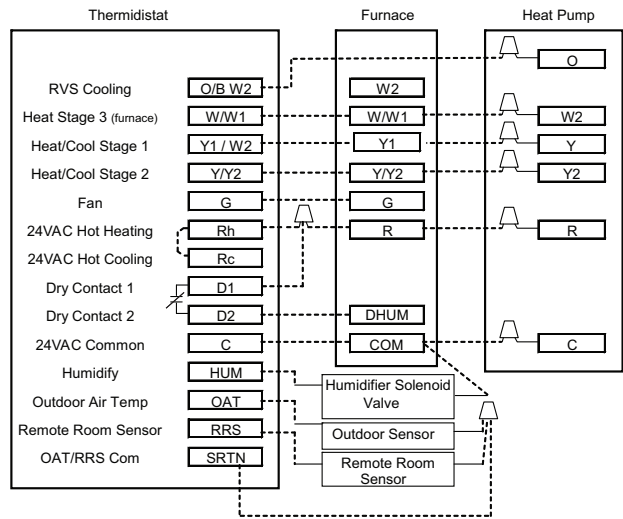 Thermidistat Furnace Heat Pump
O
RVS Cooling O/B W2 W2
Heat Stage 3 (furnace) W/W1 W/W1 W2
Heat/Cool Stage 1 Y1 / W2 Y1 Y
Heat/Cool Stage 2 Y/Y2 Y/Y2 Y2
Fan G G
24VAC Hot Heating Rh R R
24VAC Hot Cooling Rc
Dry Contact 1 D1
Dry Contact 2 D2 DHUM
24VAC Common C COM C
Humidify HUM
Humidifier Solenoid
Valve
Outdoor Air Temp OAT
Remote Room Sensor RRS Outdoor Sensor
OAT/RRS Com SRTN
Remote Room
Sensor